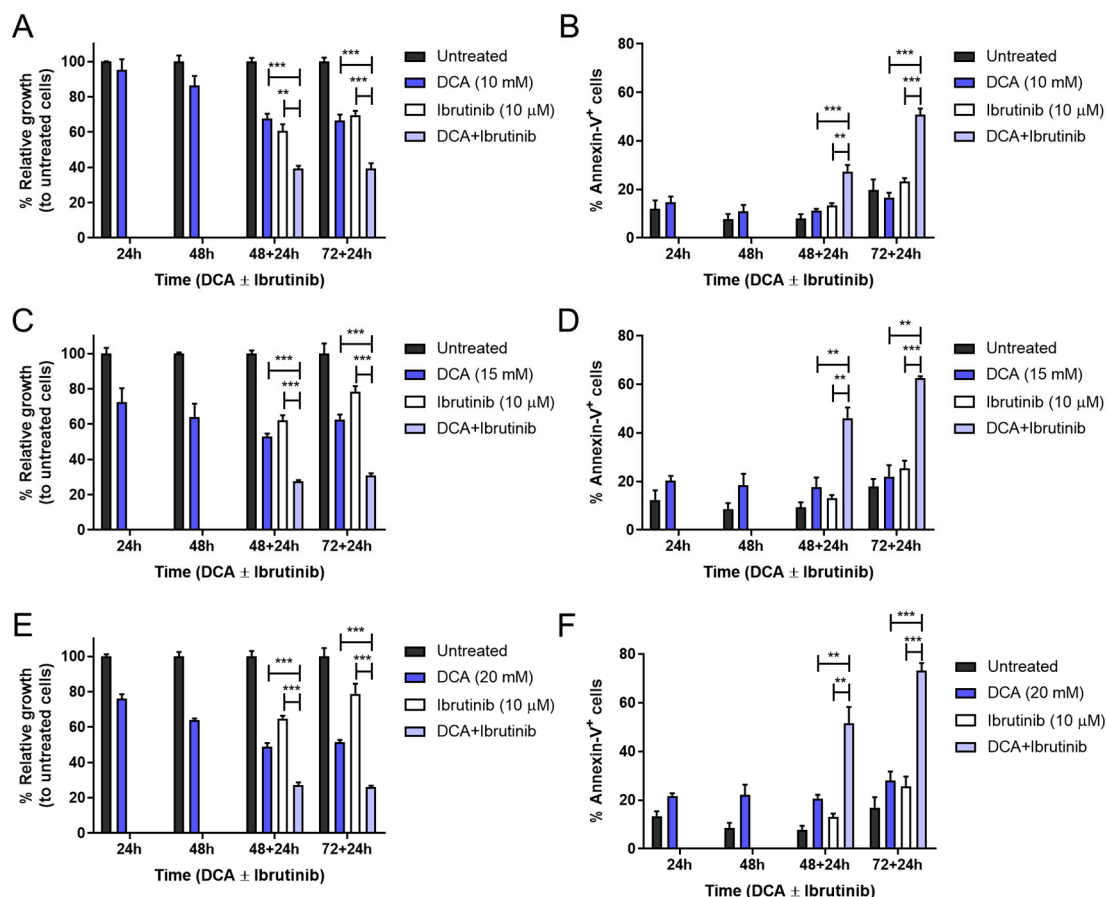 A
% Relative growth
(to untreated cells)
100
80
60
40
20
0
***
**
***
***
24h
48h
48+24h
72+24h
Time (DCA ± Ibrutinib)
Untreated
DCA (10 mM)
Ibrutinib (10 µM)
DCA+Ibrutinib
B
% Annexin-V+ cells
80
60
40
20
0
***
**
***
***
24h
48h
48+24h
72+24h
Time (DCA ± Ibrutinib)
Untreated
DCA (10 mM)
Ibrutinib (10 µM)
DCA+Ibrutinib
C
% Relative growth
(to untreated cells)
100
80
60
40
20
0
***
***
***
***
24h
48h
48+24h
72+24h
Time (DCA ± Ibrutinib)
Untreated
DCA (15 mM)
Ibrutinib (10 µM)
DCA+Ibrutinib
D
% Annexin-V+ cells
80
60
40
20
0
**
**
**
***
24h
48h
48+24h
72+24h
Time (DCA ± Ibrutinib)
Untreated
DCA (15 mM)
Ibrutinib (10 µM)
DCA+Ibrutinib
E
% Relative growth
(to untreated cells)
100
80
60
40
20
0
***
***
***
***
24h
48h
48+24h
72+24h
Time (DCA ± Ibrutinib)
Untreated
DCA (20 mM)
Ibrutinib (10 µM)
DCA+Ibrutinib
F
% Annexin-V+ cells
80
60
40
20
0
**
**
***
***
24h
48h
48+24h
72+24h
Time (DCA ± Ibrutinib)
Untreated
DCA (20 mM)
Ibrutinib (10 µM)
DCA+Ibrutinib